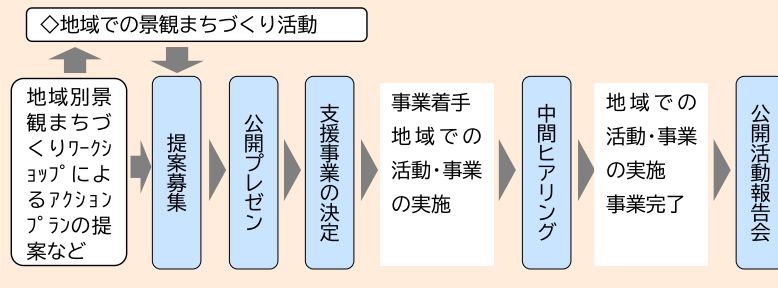 ◇地域での景観まちづくり活動
地域別景
観まちづ
くりﾜｰｸｼ
ｮｯﾌﾟによ
るｱｸｼｮﾝ
ﾌﾟﾗﾝの提
案など
提案募集
公開プレゼン
支援事業の決定
事業着手
地域での
活動・事業
の実施
中間ヒアリング
地域での
活動・事業
の実施
事業完了
公開活動報告会